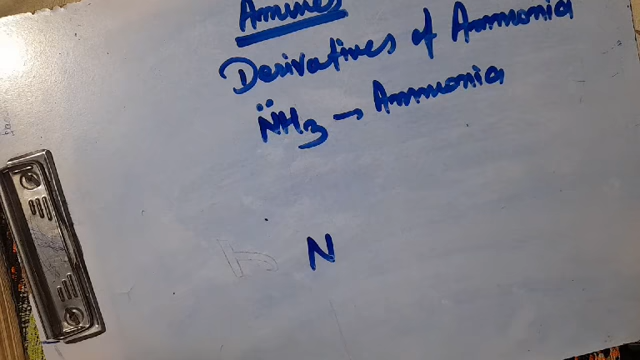 Amines
Derivatives of Ammonia
N̈H3 → Ammonia
N